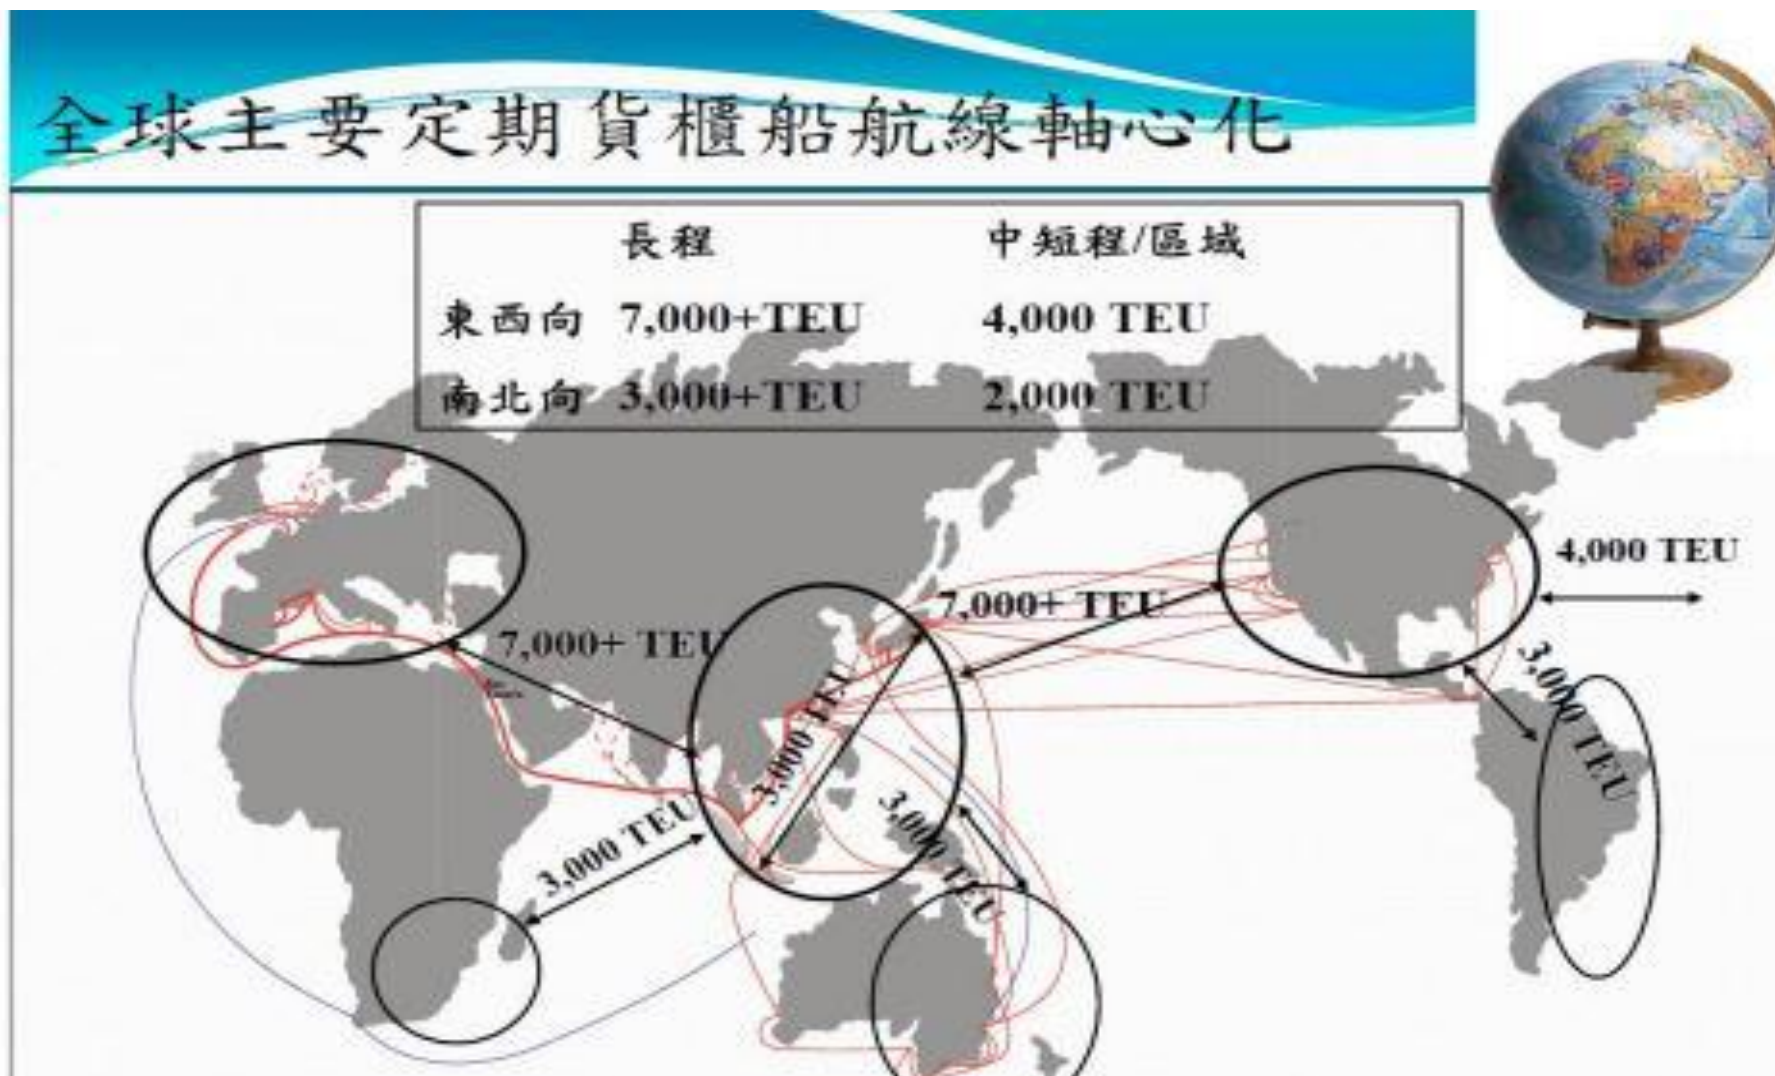 全球主要定期貨櫃船航線軸心化
長程 中短程/區域
東西向 7,000+TEU 4,000 TEU
南北向 3,000+TEU 2,000 TEU
4,000 TEU
7,000+ TEU
7,000+ TEU
3,000 TEU
3,000 TEU
3,000 TEU
3,000 TEU